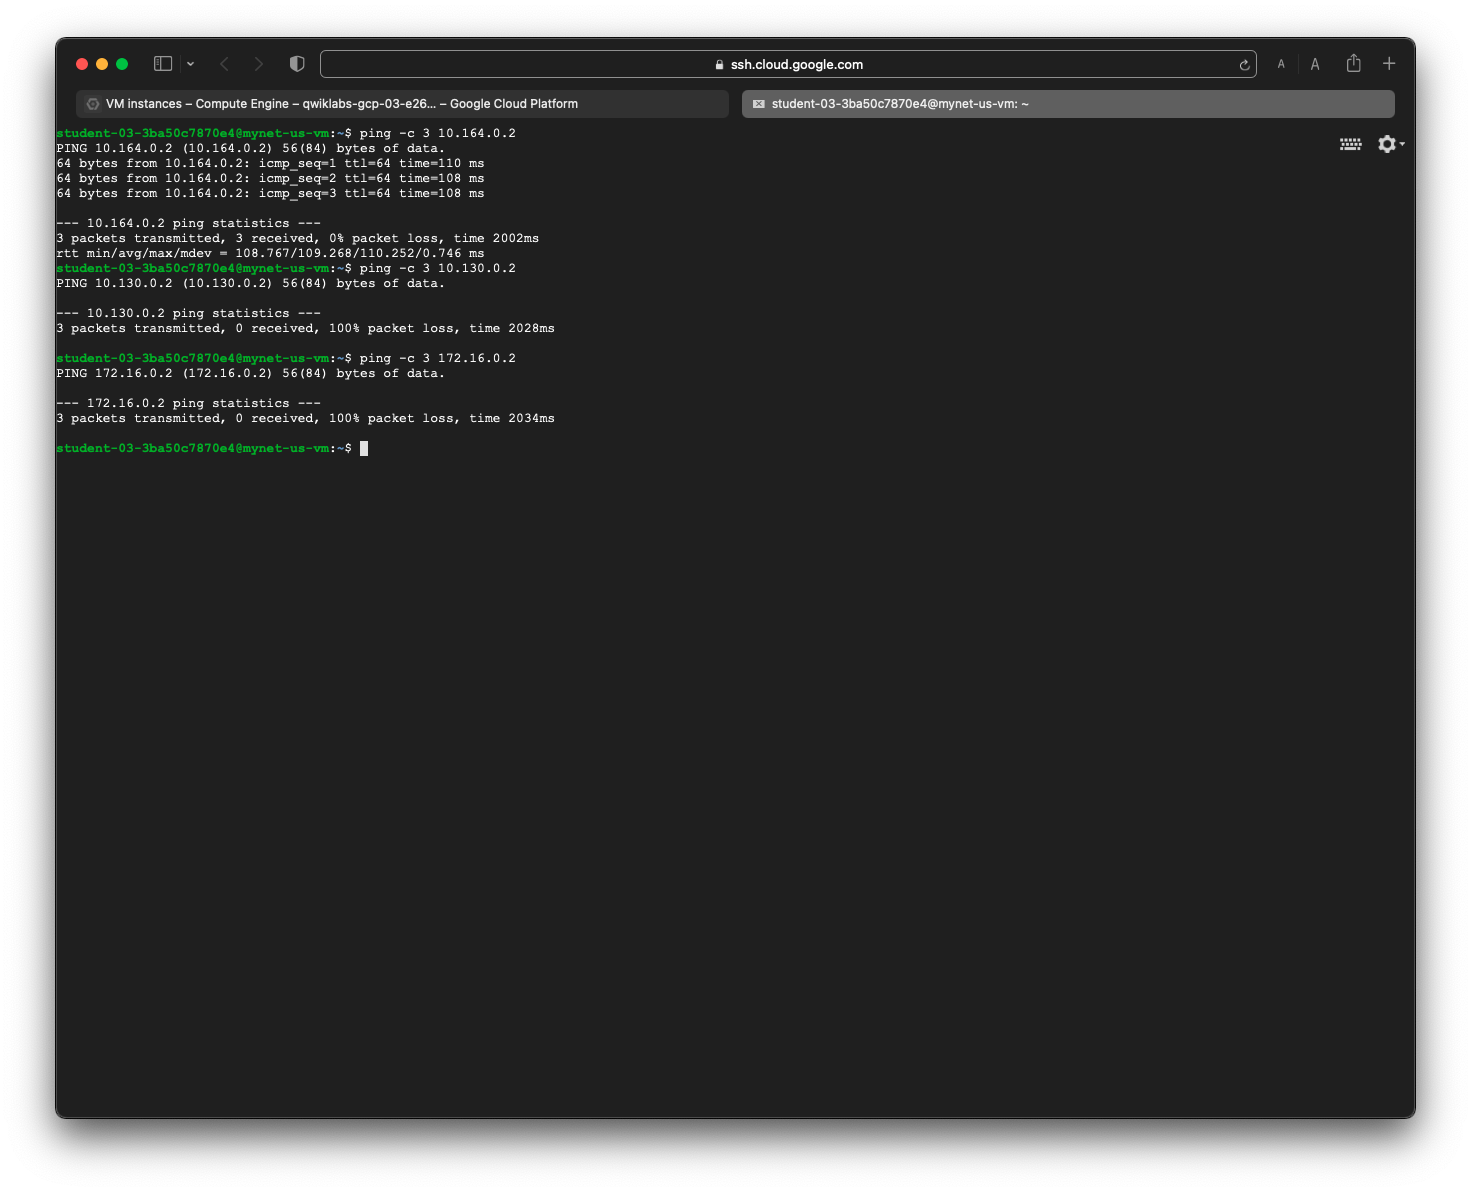 ssh.cloud.google.com
A A
VM instances – Compute Engine – qwiklabs-gcp-03-e26... – Google Cloud Platform
student-03-3ba50c7870e4@mynet-us-vm: ~
student-03-3ba50c7870e4@mynet-us-vm:~$ ping -c 3 10.164.0.2
PING 10.164.0.2 (10.164.0.2) 56(84) bytes of data.
64 bytes from 10.164.0.2: icmp_seq=1 ttl=64 time=110 ms
64 bytes from 10.164.0.2: icmp_seq=2 ttl=64 time=108 ms
64 bytes from 10.164.0.2: icmp_seq=3 ttl=64 time=108 ms
--- 10.164.0.2 ping statistics ---
3 packets transmitted, 3 received, 0% packet loss, time 2002ms
rtt min/avg/max/mdev = 108.767/109.268/110.252/0.746 ms
student-03-3ba50c7870e4@mynet-us-vm:~$ ping -c 3 10.130.0.2
PING 10.130.0.2 (10.130.0.2) 56(84) bytes of data.
--- 10.130.0.2 ping statistics ---
3 packets transmitted, 0 received, 100% packet loss, time 2028ms
student-03-3ba50c7870e4@mynet-us-vm:~$ ping -c 3 172.16.0.2
PING 172.16.0.2 (172.16.0.2) 56(84) bytes of data.
--- 172.16.0.2 ping statistics ---
3 packets transmitted, 0 received, 100% packet loss, time 2034ms
student-03-3ba50c7870e4@mynet-us-vm:~$